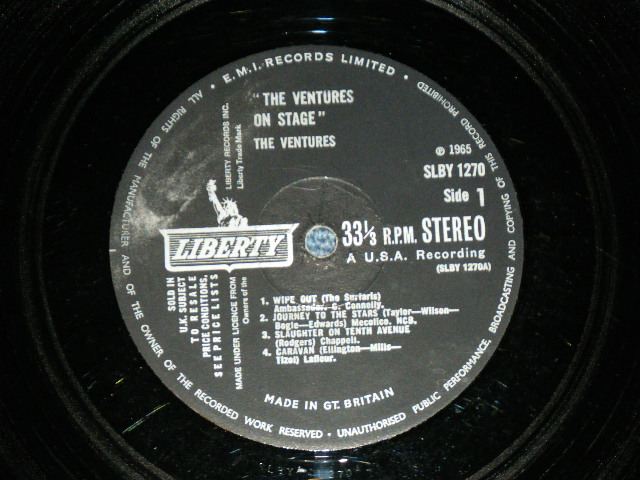 E.M.I. RECORDS LIMITED • ALL RIGHTS OF THE MANUFACTURER AND OF THE OWNER OF THE RECORDED WORK RESERVED • UNAUTHORISED PUBLIC PERFORMANCE, BROADCASTING AND COPYING OF THIS RECORD PROHIBITED •
"THE VENTURES
ON STAGE"
THE VENTURES
LIBERTY RECORDS INC.
Liberty Trade Mark
℗ 1965
SLBY 1270
Side 1
LIBERTY
33⅓ R.P.M. STEREO
A U.S.A. Recording
(SLBY 1270A)
SOLD IN
U.K. SUBJECT
TO RESALE
PRICE CONDITIONS,
SEE PRICE LISTS
MADE UNDER LICENCE FROM
Owners of the
1. WIPE OUT (The Surfaris)
Ambassador, C. Connelly.
2. JOURNEY TO THE STARS (Taylor—Wilson—
Bogle—Edwards) Mecolico, NCB.
3. SLAUGHTER ON TENTH AVENUE
(Rodgers) Chappell.
4. CARAVAN (Ellington—Mills—
Tizol) Lafleur.
MADE IN GT. BRITAIN